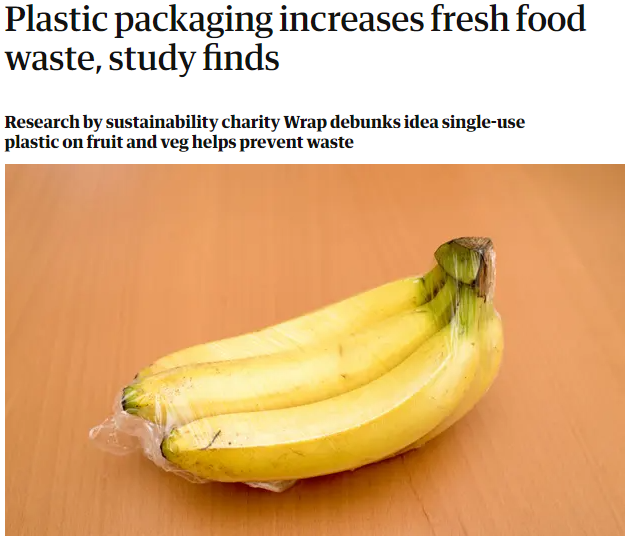 Plastic packaging increases fresh food
waste, study finds
Research by sustainability charity Wrap debunks idea single-use
plastic on fruit and veg helps prevent waste